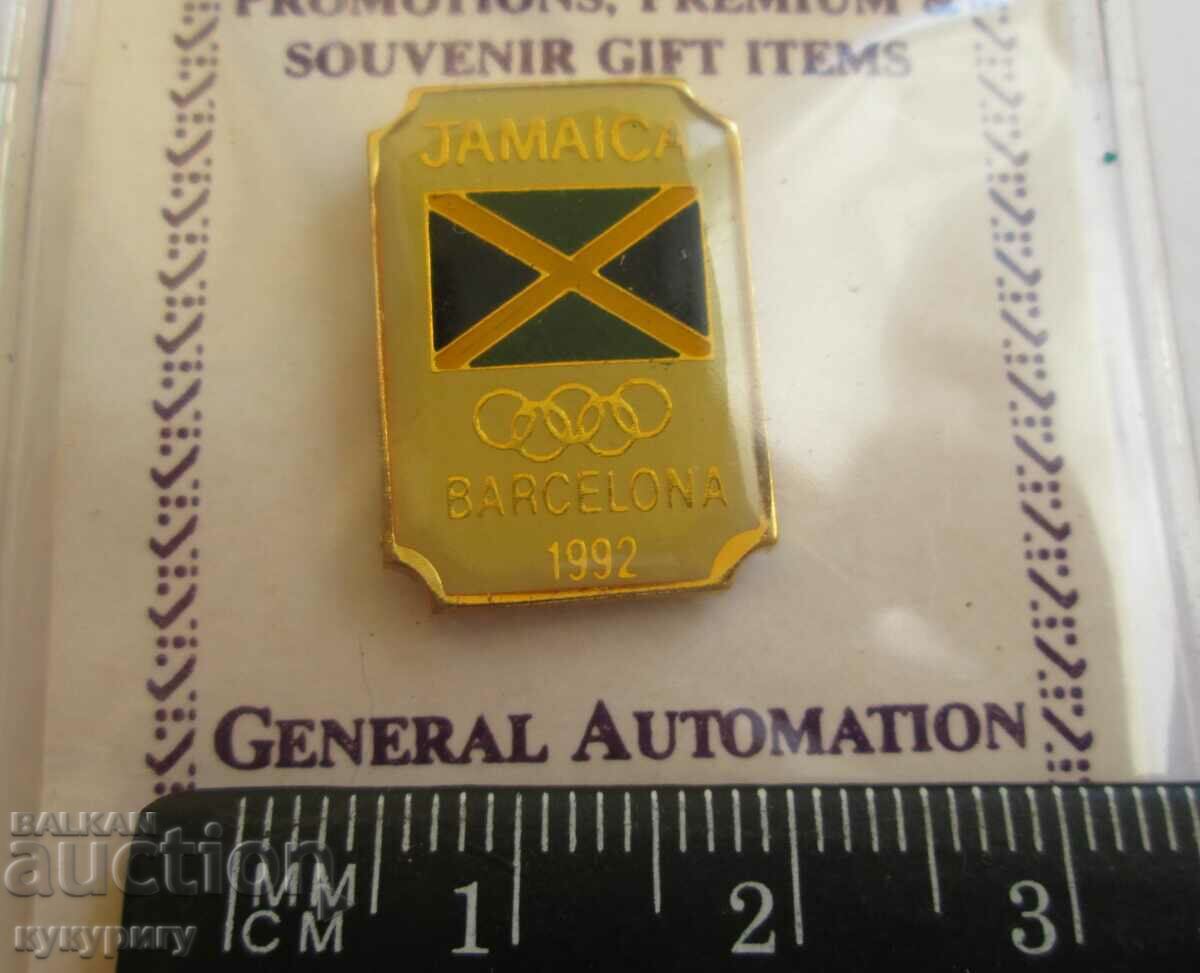 PROMOTIONS, PREMIUM &
SOUVENIR GIFT ITEMS
JAMAICA
BARCELONA
1992
GENERAL AUTOMATION
BALKAN
auction
кукуригу
MM
CM
1 2 3